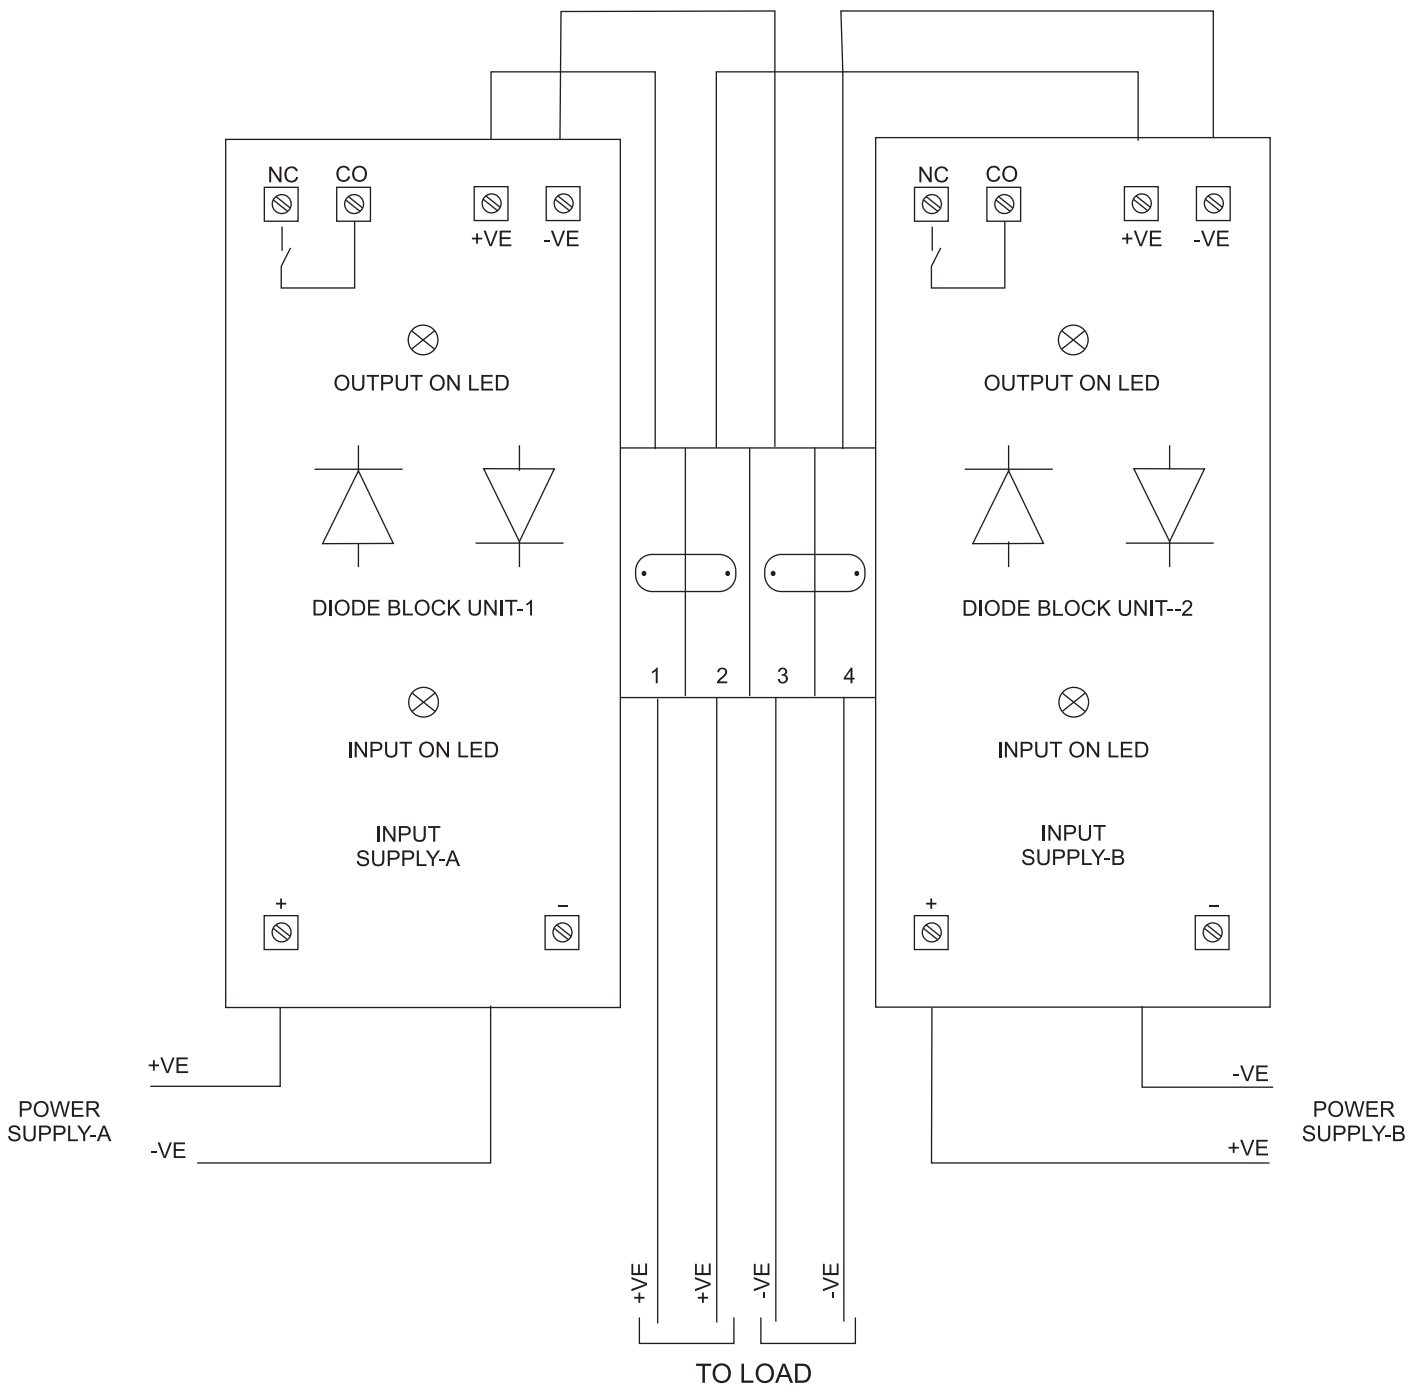 NC CO
+VE -VE
OUTPUT ON LED
DIODE BLOCK UNIT-1
INPUT ON LED
INPUT
SUPPLY-A
+ –
NC CO
+VE -VE
OUTPUT ON LED
DIODE BLOCK UNIT--2
INPUT ON LED
INPUT
SUPPLY-B
+ –
1 2 3 4
+VE
POWER
SUPPLY-A
-VE
-VE
POWER
SUPPLY-B
+VE
+VE
+VE
-VE
-VE
TO LOAD